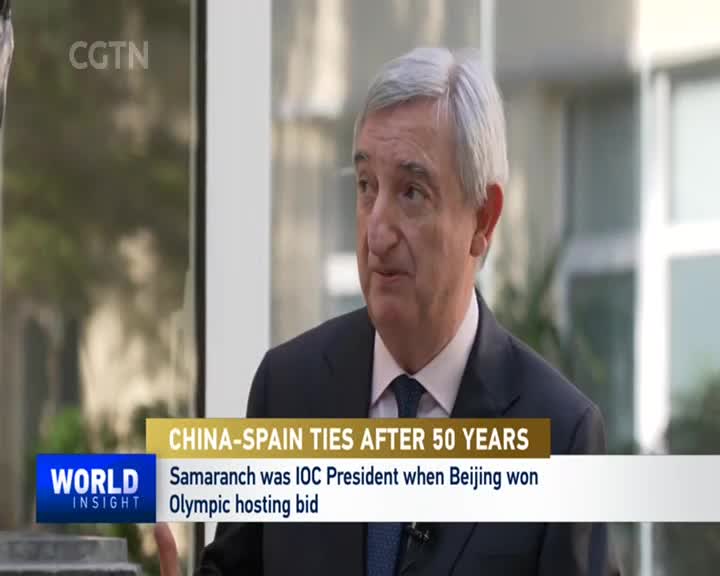 CGTN
CHINA-SPAIN TIES AFTER 50 YEARS
WORLD
INSIGHT
Samaranch was IOC President when Beijing won
Olympic hosting bid